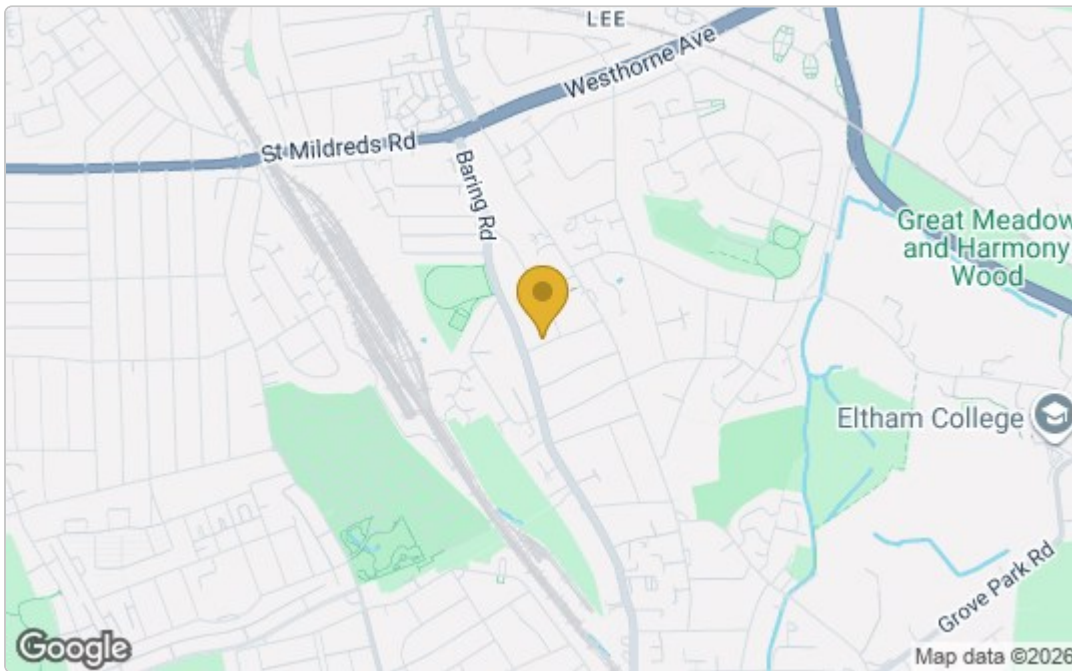 LEE
Westhorne Ave
St Mildreds Rd
Baring Rd
Great Meadow
and Harmony
Wood
Eltham College
Grove Park Rd
Google
Map data ©2026